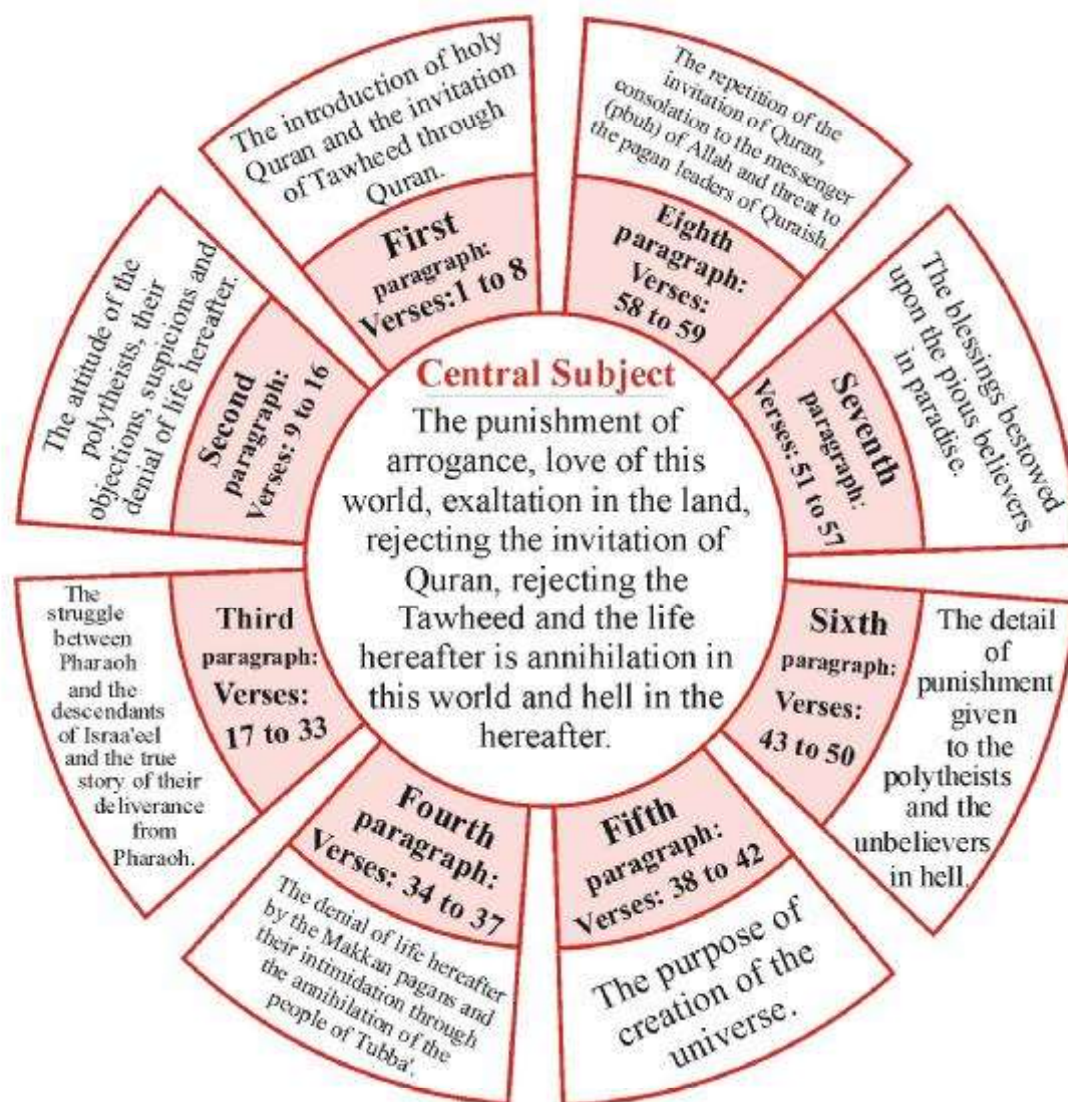 Central Subject
The punishment of
arrogance, love of this
world, exaltation in the land,
rejecting the invitation of
Quran, rejecting the
Tawheed and the life
hereafter is annihilation in
this world and hell in the
hereafter.
First
paragraph:
Verses:1 to 8
The introduction of holy
Quran and the invitation
of Tawheed through
Quran.
Second
paragraph:
Verses: 9 to 16
The attitude of the
polytheists, their
objections, suspicions and
denial of life hereafter.
Third
paragraph:
Verses:
17 to 33
The
struggle
between
Pharaoh
and the
descendants
of Israa'eel
and the true
story of their
deliverance
from
Pharaoh.
Fourth
paragraph:
Verses: 34 to 37
The denial of life hereafter
by the Makkan pagans and
their intimidation through
the annihilation of the
people of Tubba'.
Fifth
paragraph:
Verses: 38 to 42
The purpose of
creation of the
universe.
Sixth
paragraph:
Verses:
43 to 50
The detail
of
punishment
given
to the
polytheists
and the
unbelievers
in hell.
Seventh
paragraph:
Verses: 51 to 57
The blessings bestowed
upon the pious believers
in paradise.
Eighth
paragraph:
Verses:
58 to 59
The repetition of the
invitation of Quran,
consolation to the messenger
(pbuh) of Allah and threat to
the pagan leaders of Quraish.